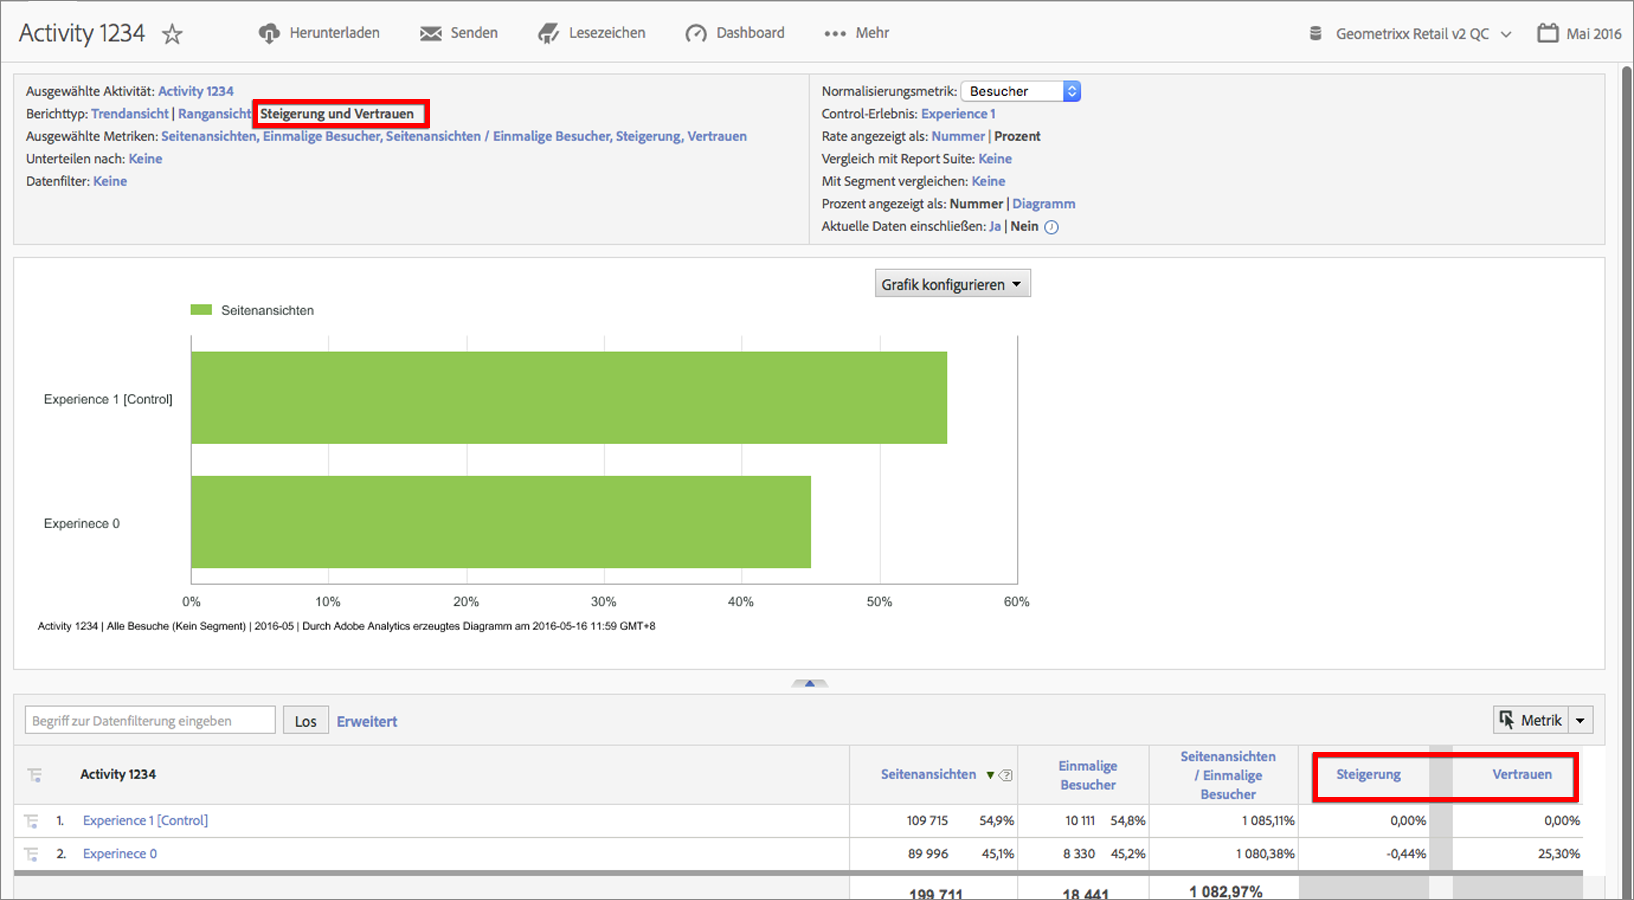 Activity 1234 Herunterladen Senden Lesezeichen Dashboard Mehr Geometrixx Retail v2 QC Mai 2016
Ausgewählte Aktivität: Activity 1234
Berichttyp: Trendansicht | Rangansicht Steigerung und Vertrauen
Ausgewählte Metriken: Seitenansichten, Einmalige Besucher, Seitenansichten / Einmalige Besucher, Steigerung, Vertrauen
Unterteilen nach: Keine
Datenfilter: Keine
Normalisierungsmetrik: Besucher
Control-Erlebnis: Experience 1
Rate angezeigt als: Nummer | Prozent
Vergleich mit Report Suite: Keine
Mit Segment vergleichen: Keine
Prozent angezeigt als: Nummer | Diagramm
Aktuelle Daten einschließen: Ja | Nein
Grafik konfigurieren
Seitenansichten
Experience 1 [Control]
Experinece 0
0% 10% 20% 30% 40% 50% 60%
Activity 1234 | Alle Besuche (Kein Segment) | 2016-05 | Durch Adobe Analytics erzeugtes Diagramm am 2016-05-16 11:59 GMT+8
Begriff zur Datenfilterung eingeben Los Erweitert Metrik
Activity 1234 Seitenansichten Einmalige Besucher Seitenansichten / Einmalige Besucher Steigerung Vertrauen
1. Experience 1 [Control] 109 715 54,9% 10 111 54,8% 1 085,11% 0,00% 0,00%
2. Experinece 0 89 996 45,1% 8 330 45,2% 1 080,38% -0,44% 25,30%
199 711 18 441 1 082,97%